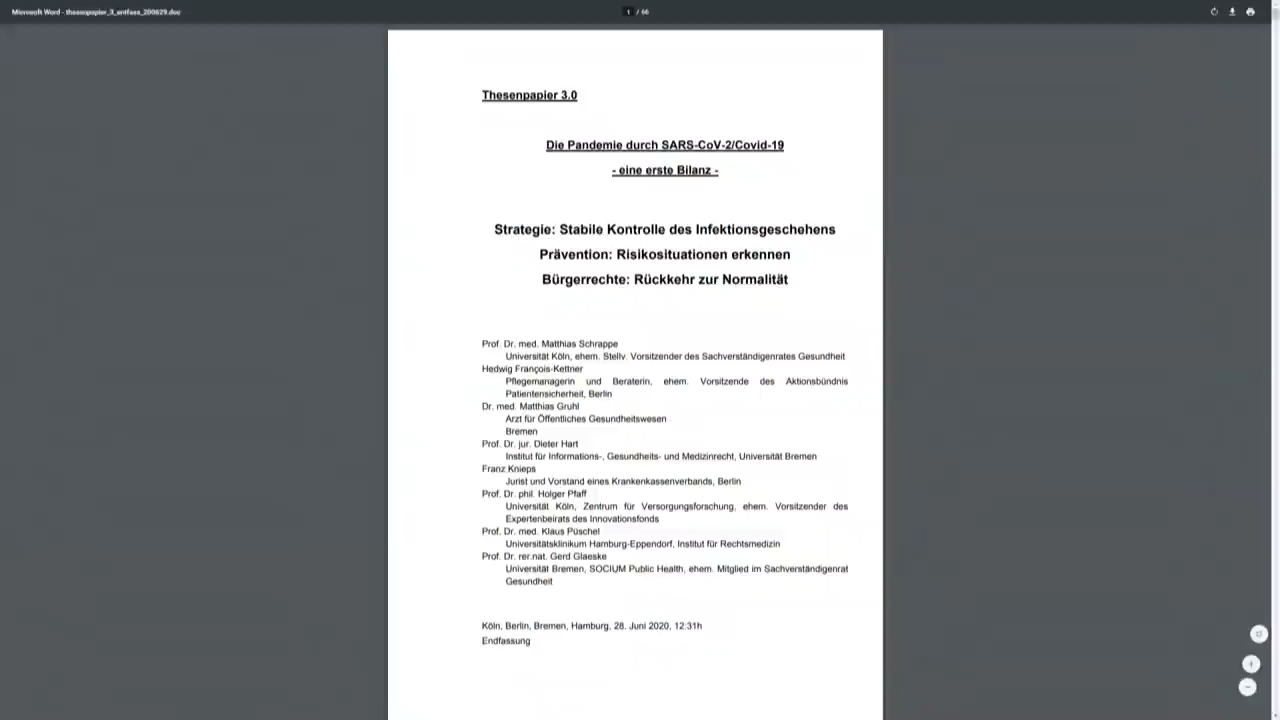 Microsoft Word - thesenpapier_3_endfass_200629.doc
1 / 66
Thesenpapier 3.0
Die Pandemie durch SARS-CoV-2/Covid-19
- eine erste Bilanz -
Strategie: Stabile Kontrolle des Infektionsgeschehens
Prävention: Risikosituationen erkennen
Bürgerrechte: Rückkehr zur Normalität
Prof. Dr. med. Matthias Schrappe
Universität Köln, ehem. Stellv. Vorsitzender des Sachverständigenrates Gesundheit
Hedwig François-Kettner
Pflegemanagerin und Beraterin, ehem. Vorsitzende des Aktionsbündnis
Patientensicherheit, Berlin
Dr. med. Matthias Gruhl
Arzt für Öffentliches Gesundheitswesen
Bremen
Prof. Dr. jur. Dieter Hart
Institut für Informations-, Gesundheits- und Medizinrecht, Universität Bremen
Franz Knieps
Jurist und Vorstand eines Krankenkassenverbands, Berlin
Prof. Dr. phil. Holger Pfaff
Universität Köln, Zentrum für Versorgungsforschung, ehem. Vorsitzender des
Expertenbeirats des Innovationsfonds
Prof. Dr. med. Klaus Püschel
Universitätsklinikum Hamburg-Eppendorf, Institut für Rechtsmedizin
Prof. Dr. rer.nat. Gerd Glaeske
Universität Bremen, SOCIUM Public Health, ehem. Mitglied im Sachverständigenrat
Gesundheit
Köln, Berlin, Bremen, Hamburg, 28. Juni 2020, 12:31h
Endfassung